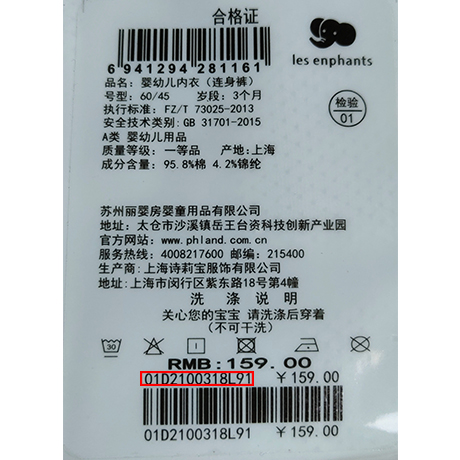 合格证
les enphants
6 941294 281161
品名: 婴幼儿内衣 (连身裤)
号型: 60/45 岁段: 3个月
执行标准: FZ/T 73025-2013
检验
01
安全技术类别: GB 31701-2015
A类 婴幼儿用品
质量等级: 一等品 产地: 上海
成分含量: 95.8%棉 4.2%锦纶
苏州丽婴房婴童用品有限公司
地址: 太仓市沙溪镇岳王台资科技创新产业园
官方网站: www.phland.com.cn
服务热线: 4008217600 邮编: 215400
生产商: 上海诗莉宝服饰有限公司
地址: 上海市闵行区紫东路18号第4幢
洗涤说明
关心您的宝宝 请洗涤后穿着
(不可干洗)
30
RMB: 159.00
01D2100318L91 ¥159.00
01D2100318L91 ¥159.00